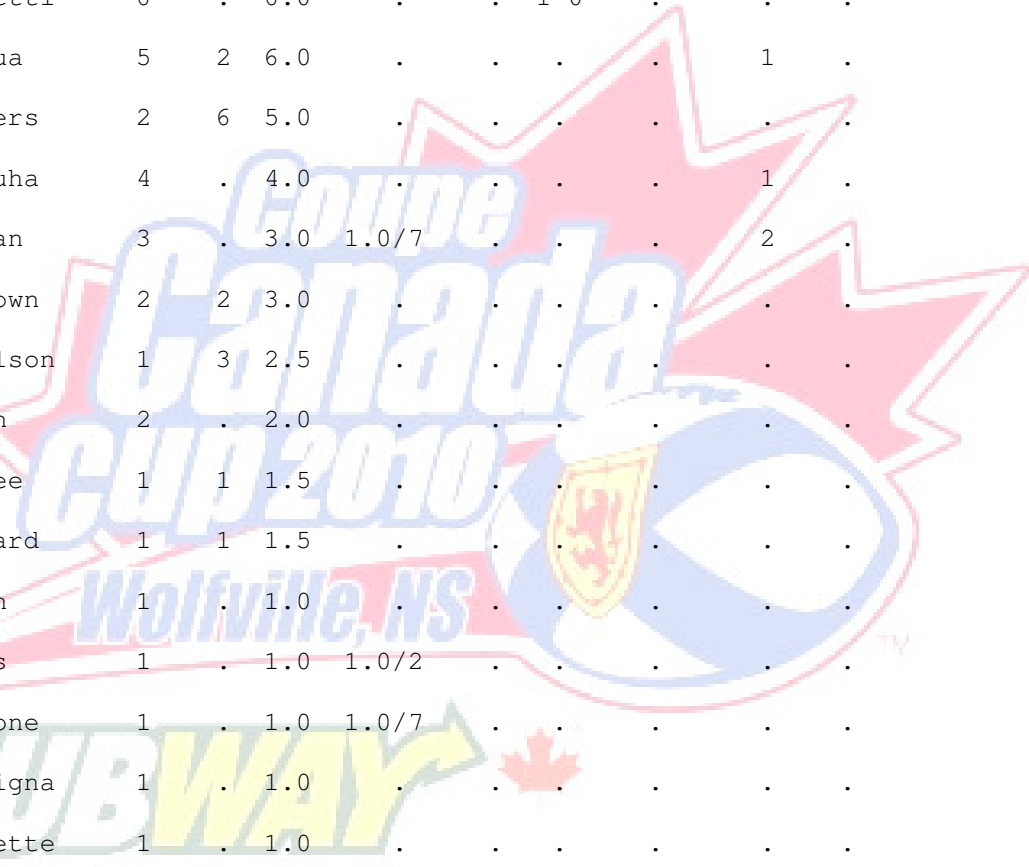 ua 5 2 6.0 . . . . 1 .
ers 2 6 5.0 . . . . . .
uha 4 . 4.0 . . . . 1 .
an 3 . 3.0 1.0/7 . . . 2 .
own 2 2 3.0 . . . . . .
lson 1 3 2.5 . . . . . .
n 2 . 2.0 . . . . . .
ee 1 1 1.5 . . . . . .
ard 1 1 1.5 . . . . . .
n 1 . 1.0 . . . . . .
s 1 . 1.0 1.0/2 . . . . .
one 1 . 1.0 1.0/7 . . . . .
igna 1 . 1.0 . . . . . .
ette 1 . 1.0 . . . . . .
Coupe
Canada
Cup 2010
Wolfville, NS
TM
UBWAY